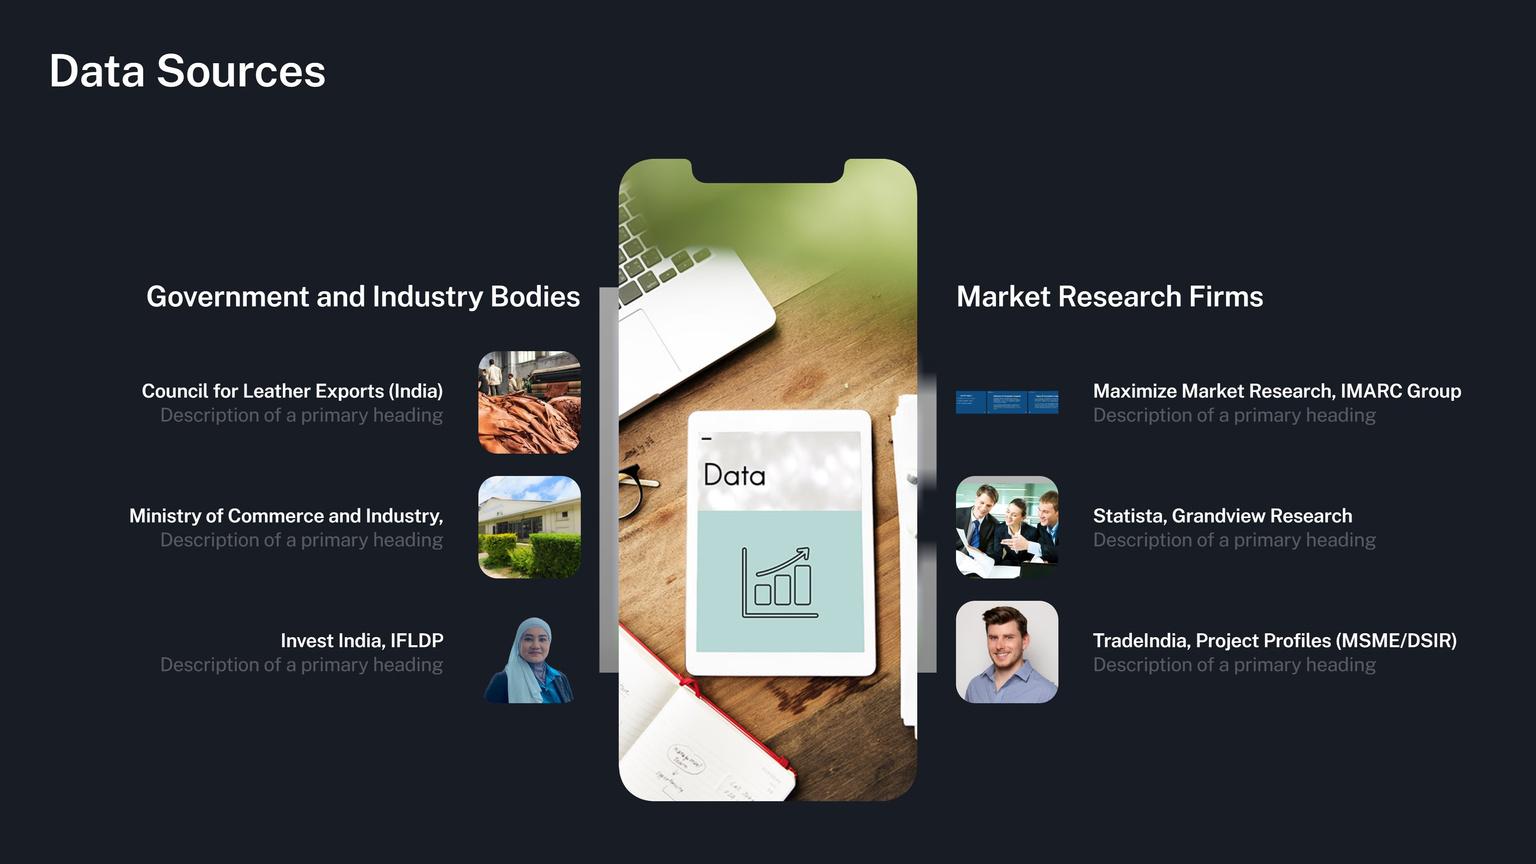 Data Sources
Government and Industry Bodies
Council for Leather Exports (India)
Description of a primary heading
Ministry of Commerce and Industry,
Description of a primary heading
Invest India, IFLDP
Description of a primary heading
Data
Market Research Firms
Maximize Market Research, IMARC Group
Description of a primary heading
Statista, Grandview Research
Description of a primary heading
TradeIndia, Project Profiles (MSME/DSIR)
Description of a primary heading